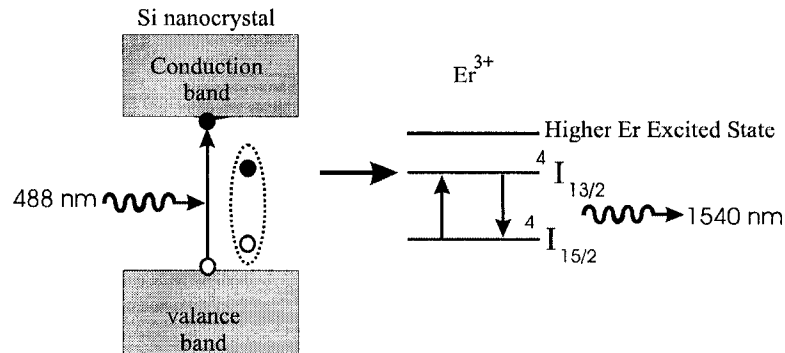 Si nanocrystal
Conduction
band
Er³⁺
Higher Er Excited State
⁴I₁₃/₂
488 nm
1540 nm
⁴I₁₅/₂
valance
band